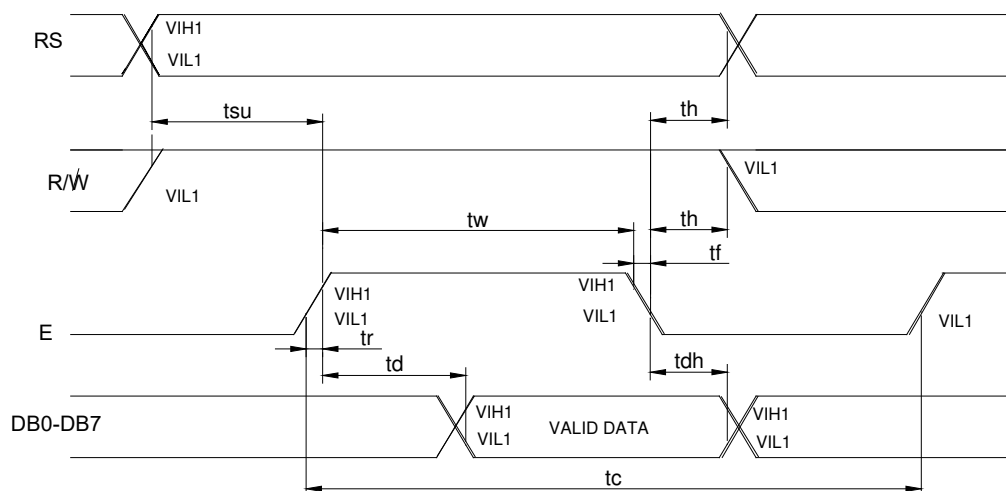 RS
VIH1
VIL1
tsu
th
R/W
VIL1
VIL1
tw
th
tf
E
VIH1
VIL1
VIH1
VIL1
VIL1
tr
td
tdh
DB0-DB7
VIH1
VIL1
VALID DATA
VIH1
VIL1
tc